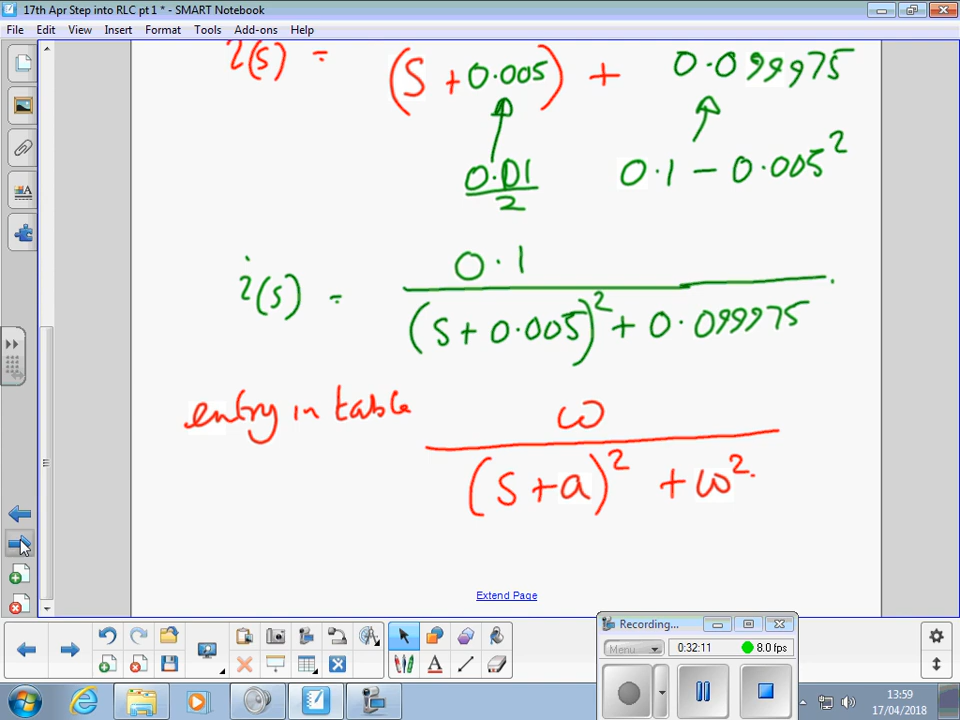 17th Apr Step into RLC pt 1 * - SMART Notebook
File Edit View Insert Format Tools Add-ons Help
i(s) = (S + 0.005) + 0.099975
0.01 0.1 - 0.005²
2
i(s) = 0.1
(s + 0.005)² + 0.099975
entry in table ω
(s + a)² + ω²
Extend Page
Recording...
Menu 0:32:11 8.0 fps
13:59
17/04/2018